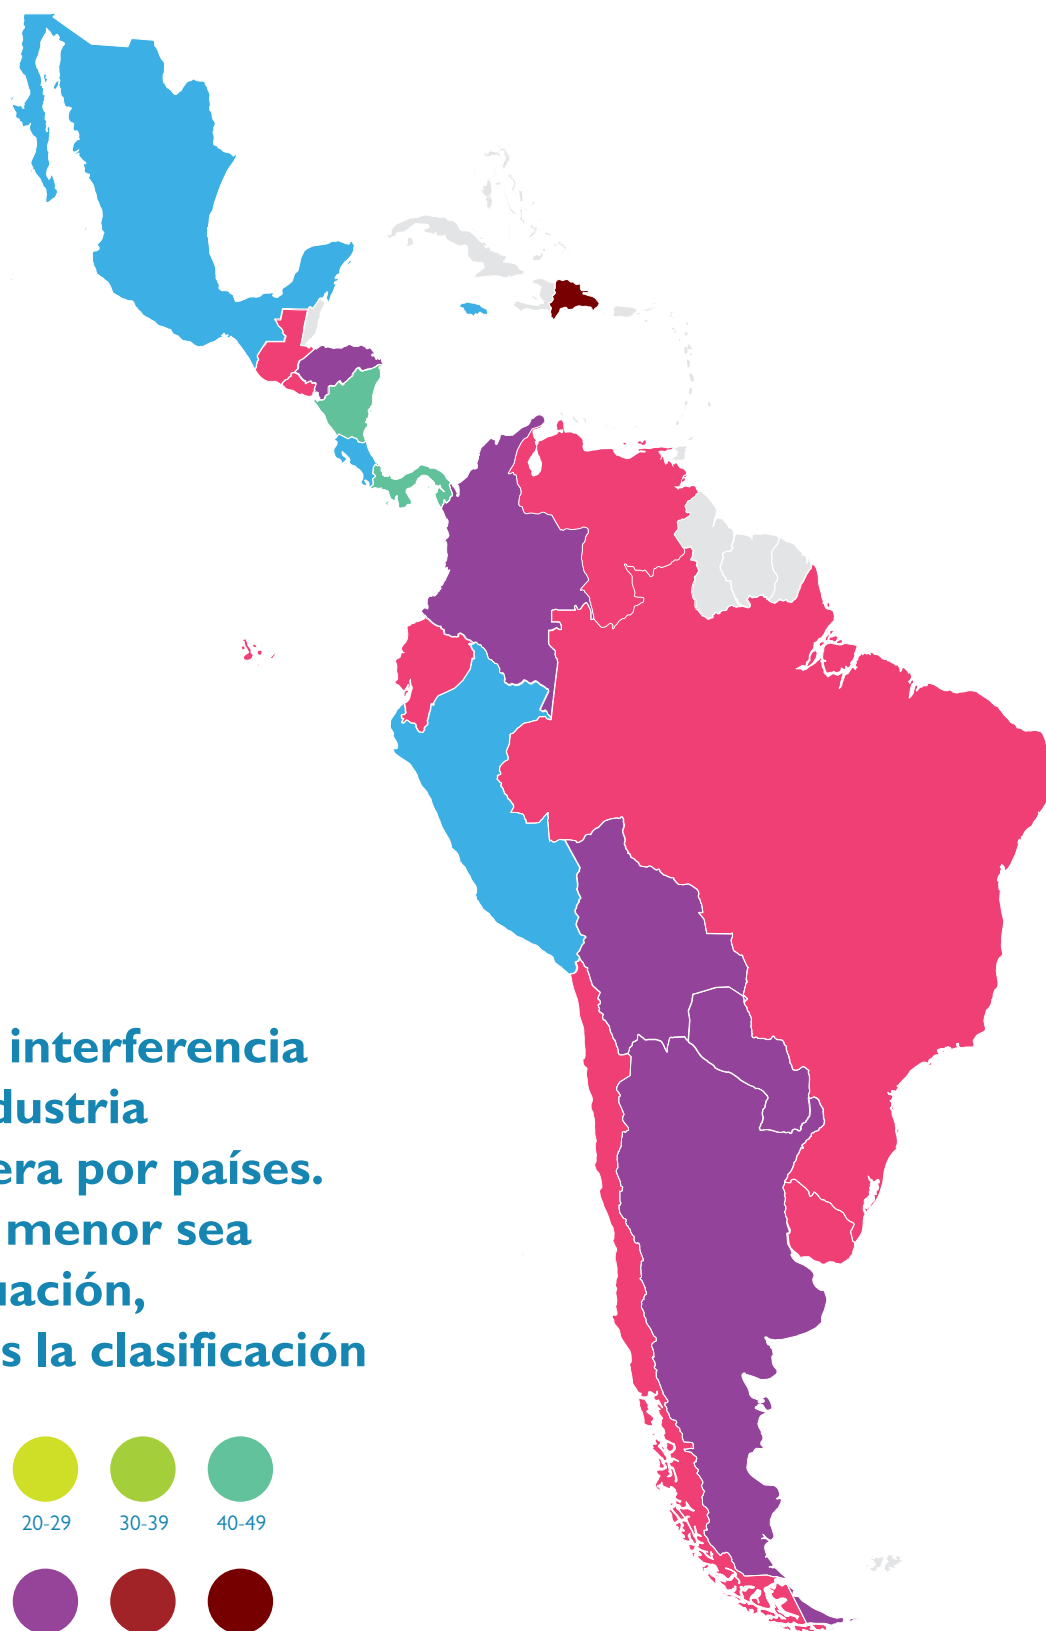 interferencia
dustria
era por países.
menor sea
uación,
s la clasificación
20-29 30-39 40-49